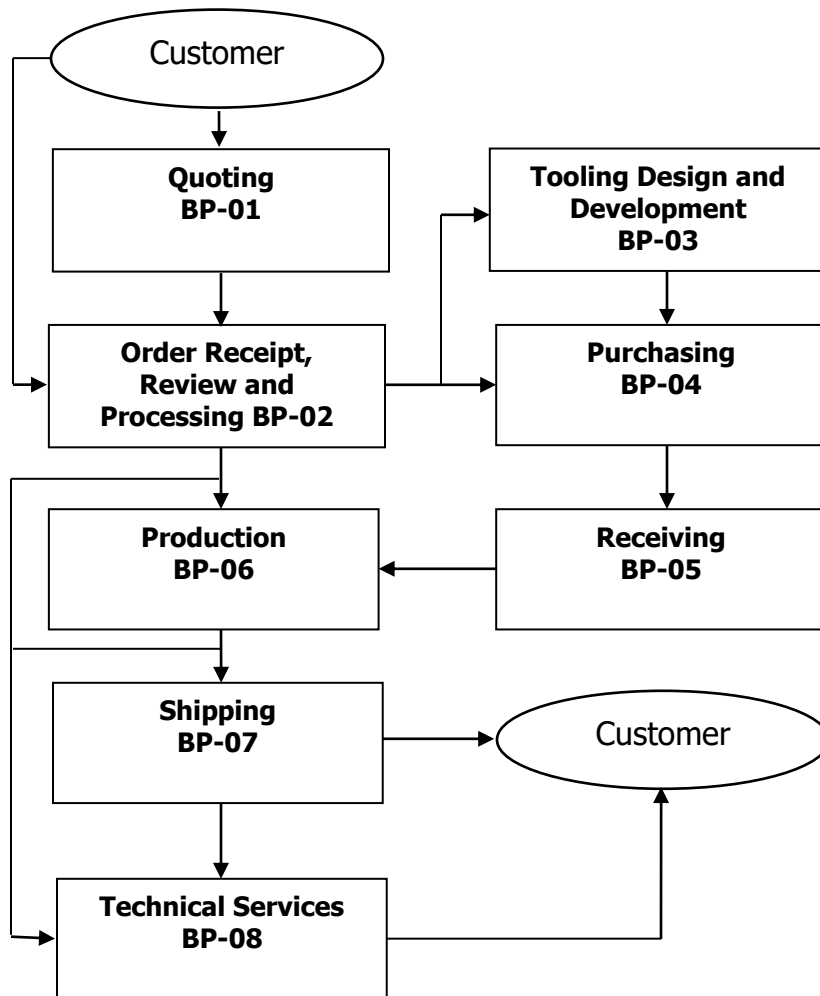 Customer
Quoting
BP-01
Tooling Design and
Development
BP-03
Order Receipt,
Review and
Processing BP-02
Purchasing
BP-04
Production
BP-06
Receiving
BP-05
Shipping
BP-07
Customer
Technical Services
BP-08